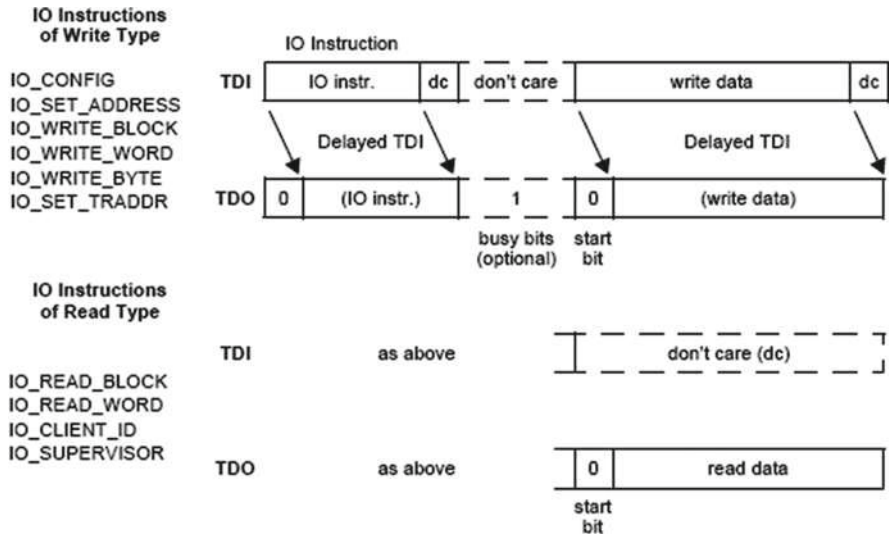 IO Instructions
of Write Type
IO Instruction
IO_CONFIG
IO_SET_ADDRESS
IO_WRITE_BLOCK
IO_WRITE_WORD
IO_WRITE_BYTE
IO_SET_TRADDR
TDI IO instr. dc don't care write data dc
Delayed TDI Delayed TDI
TDO 0 (IO instr.) 1 0 (write data)
busy bits start
(optional) bit
IO Instructions
of Read Type
IO_READ_BLOCK
IO_READ_WORD
IO_CLIENT_ID
IO_SUPERVISOR
TDI as above don't care (dc)
TDO as above 0 read data
start
bit